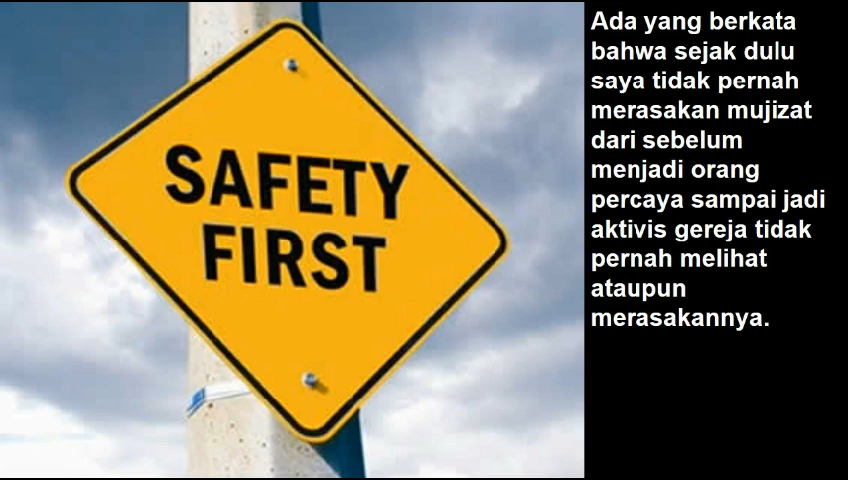 SAFETY
FIRST
Ada yang berkata
bahwa sejak dulu
saya tidak pernah
merasakan mujizat
dari sebelum
menjadi orang
percaya sampai jadi
aktivis gereja tidak
pernah melihat
ataupun
merasakannya.